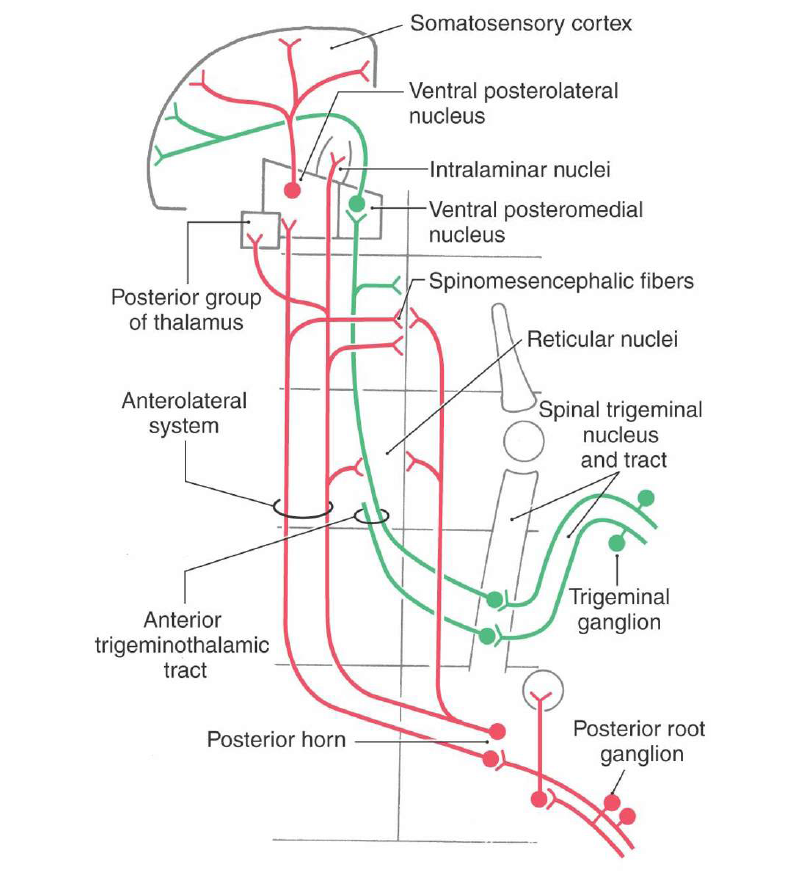 Somatosensory cortex
Ventral posterolateral
nucleus
Intralaminar nuclei
Ventral posteromedial
nucleus
Spinomesencephalic fibers
Posterior group
of thalamus
Reticular nuclei
Anterolateral
system
Spinal trigeminal
nucleus
and tract
Trigeminal
ganglion
Anterior
trigeminothalamic
tract
Posterior horn
Posterior root
ganglion